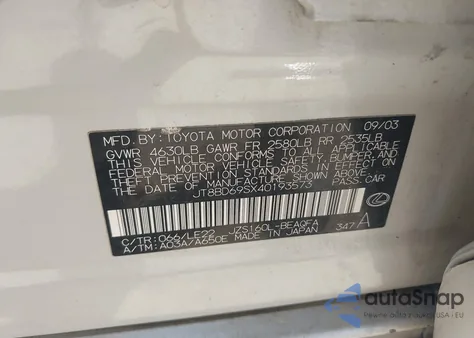 MFD.BY: TOYOTA MOTOR CORPORATION 09/03
GVWR 4630LB GAWR FR 2580LB RR 2535LB
THIS VEHICLE CONFORMS TO ALL APPLICABLE
FEDERAL MOTOR VEHICLE SAFETY, BUMPER, AND
THEFT PREVENTION STANDARDS IN EFFECT ON
THE DATE OF MANUFACTURE SHOWN ABOVE.
JT8BD69SX40193573 PASS. CAR
C/TR: 066/LE22 JZS160L-BEAQFA
A/TM: A03A/A650E MADE IN JAPAN 347 A
autoSnap